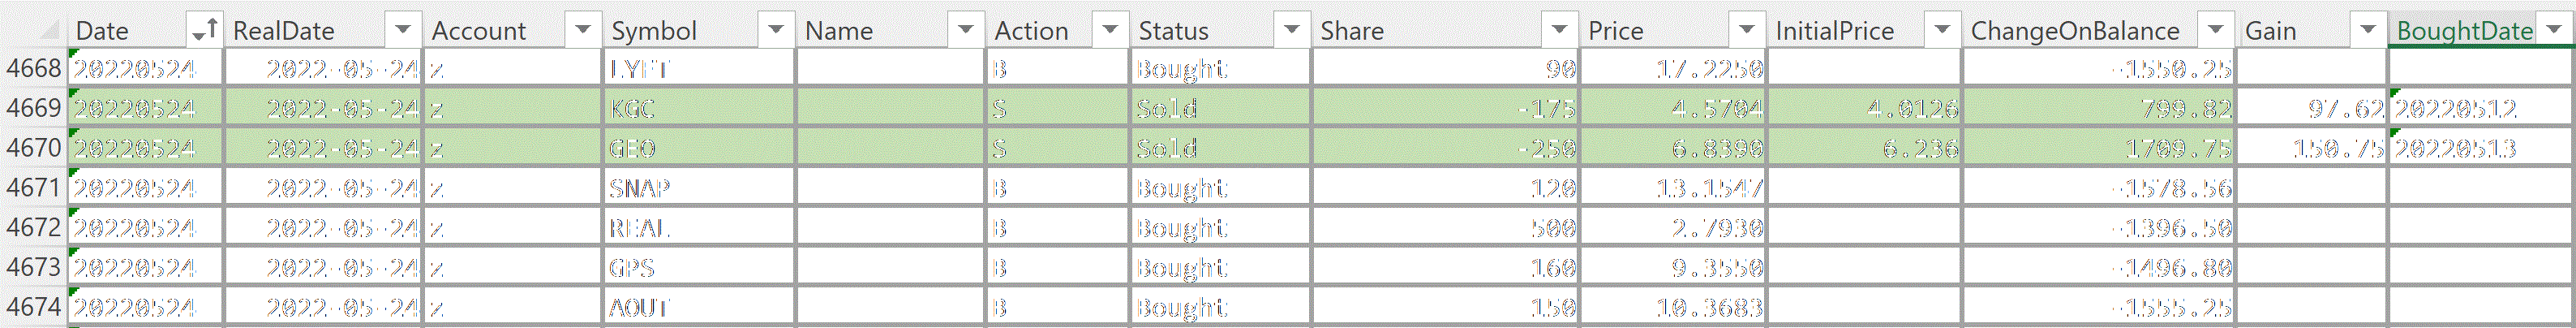 Date RealDate Account Symbol Name Action Status Share Price InitialPrice ChangeOnBalance Gain BoughtDate
4668 20220524 2022-05-24 z LYFT B Bought 90 17.2250 -1550.25
4669 20220524 2022-05-24 z KGC S Sold -175 4.5704 4.0126 799.82 97.62 20220512
4670 20220524 2022-05-24 z GEO S Sold -250 6.8390 6.236 1709.75 150.75 20220513
4671 20220524 2022-05-24 z SNAP B Bought 120 13.1547 -1578.56
4672 20220524 2022-05-24 z REAL B Bought 500 2.7930 -1396.50
4673 20220524 2022-05-24 z GPS B Bought 160 9.3550 -1496.80
4674 20220524 2022-05-24 z AOUT B Bought 150 10.3683 -1555.25